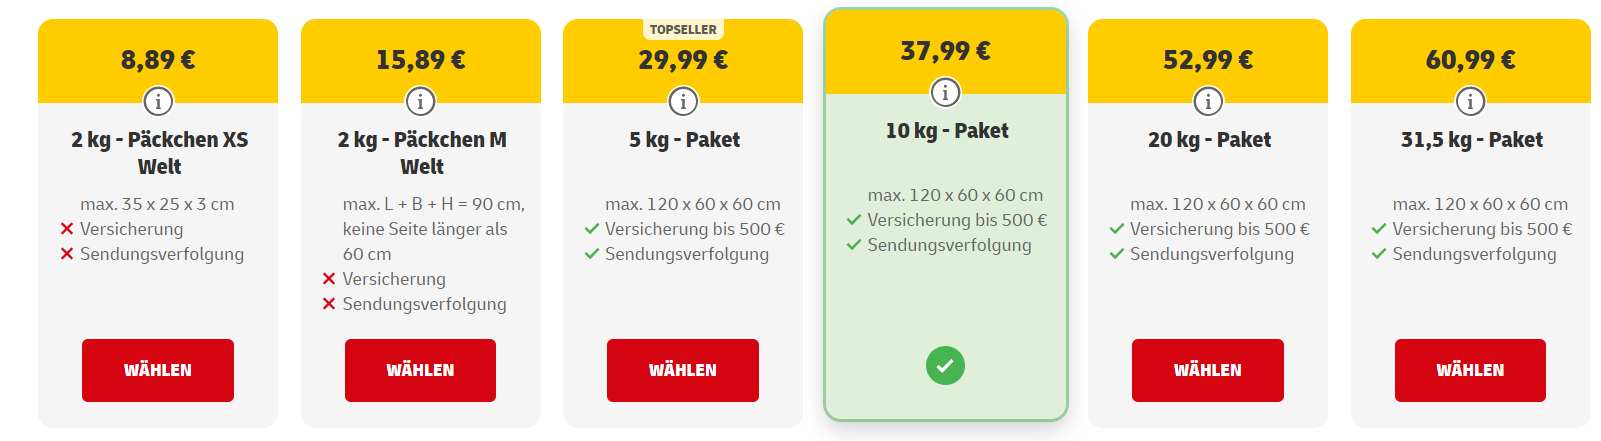 8,89 €
i
2 kg - Päckchen XS
Welt
max. 35 x 25 x 3 cm
Versicherung
Sendungsverfolgung
WÄHLEN
15,89 €
i
2 kg - Päckchen M
Welt
max. L + B + H = 90 cm,
keine Seite länger als
60 cm
Versicherung
Sendungsverfolgung
WÄHLEN
TOPSELLER
29,99 €
i
5 kg - Paket
max. 120 x 60 x 60 cm
Versicherung bis 500 €
Sendungsverfolgung
WÄHLEN
37,99 €
i
10 kg - Paket
max. 120 x 60 x 60 cm
Versicherung bis 500 €
Sendungsverfolgung
52,99 €
i
20 kg - Paket
max. 120 x 60 x 60 cm
Versicherung bis 500 €
Sendungsverfolgung
WÄHLEN
60,99 €
i
31,5 kg - Paket
max. 120 x 60 x 60 cm
Versicherung bis 500 €
Sendungsverfolgung
WÄHLEN